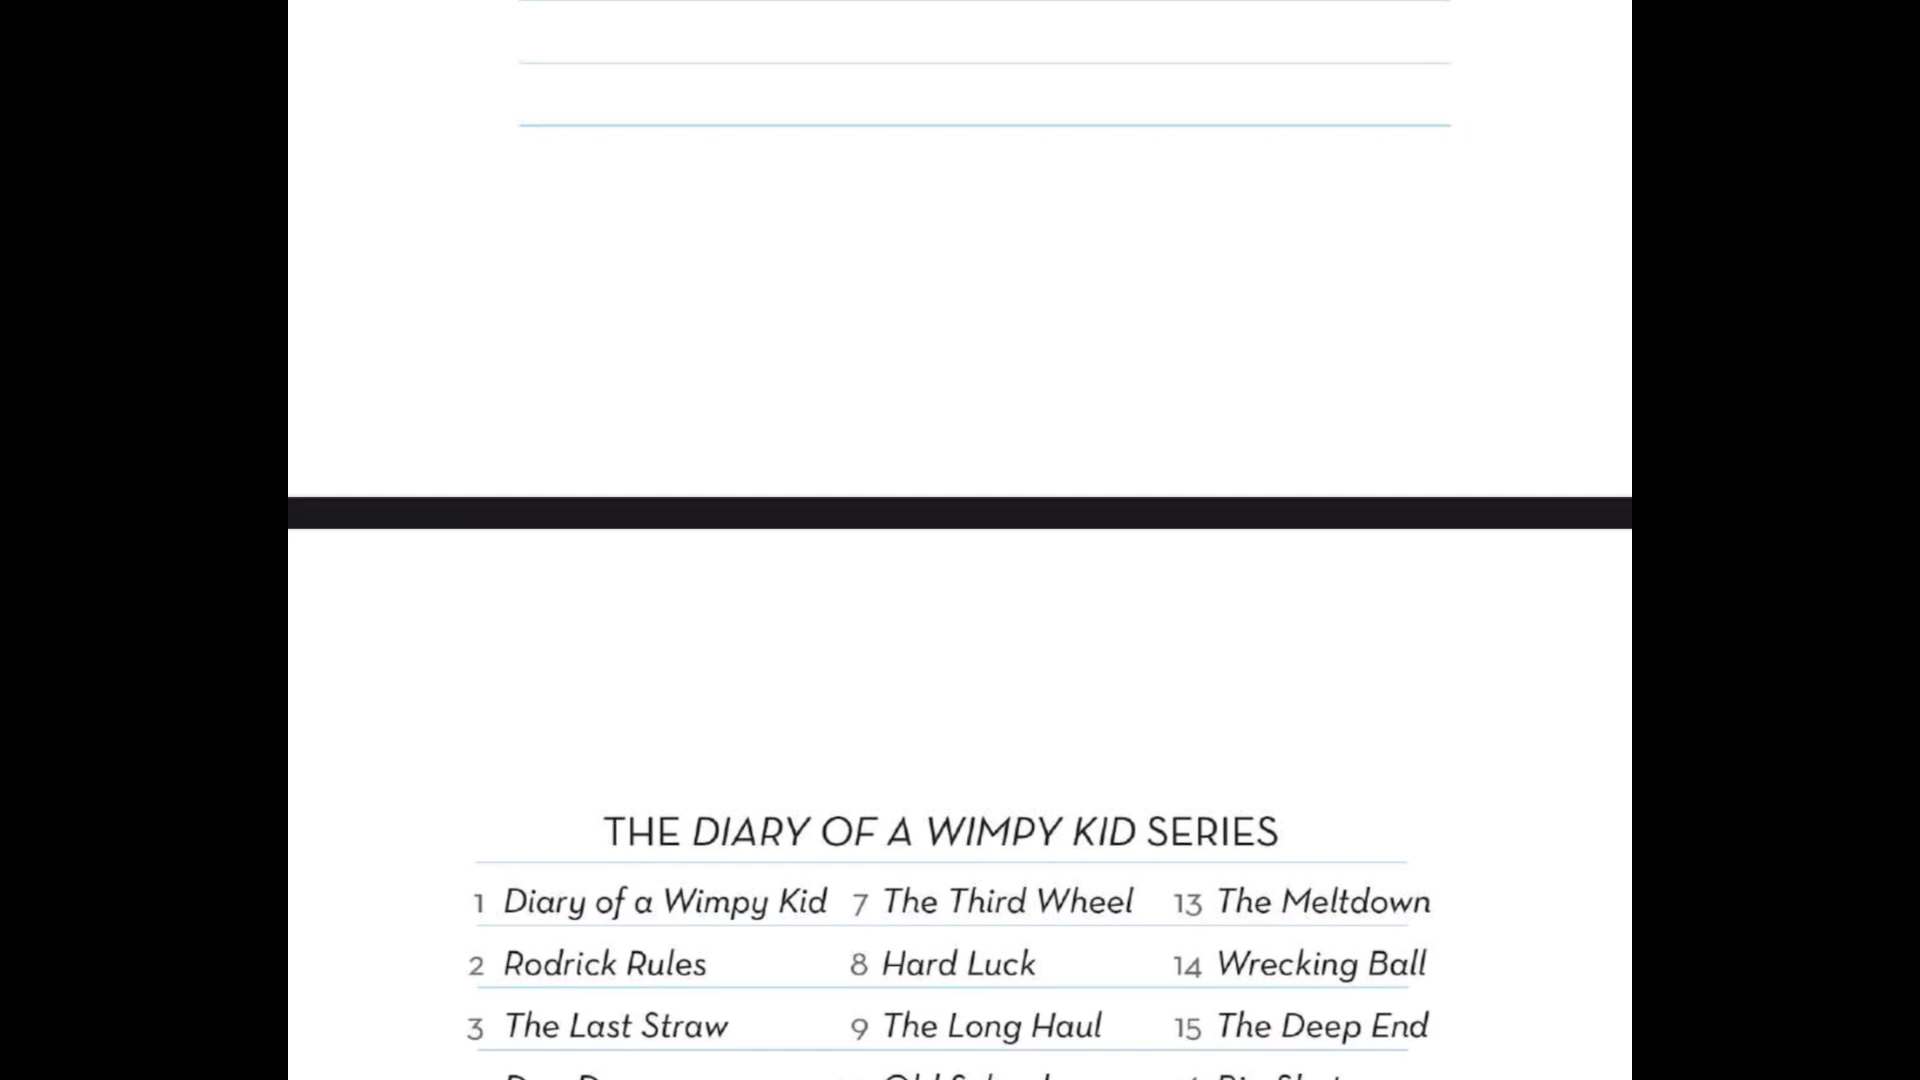 THE DIARY OF A WIMPY KID SERIES
1 Diary of a Wimpy Kid 7 The Third Wheel 13 The Meltdown
2 Rodrick Rules 8 Hard Luck 14 Wrecking Ball
3 The Last Straw 9 The Long Haul 15 The Deep End